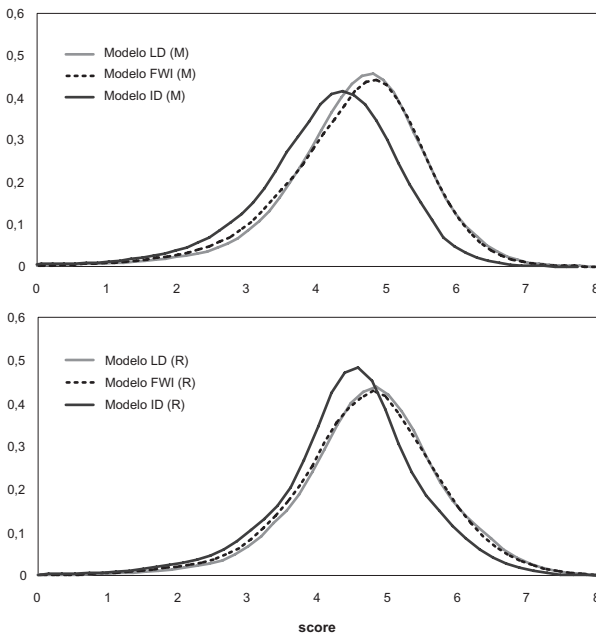 0,6
0,5
0,4
0,3
0,2
0,1
0
Modelo LD (M)
Modelo FWI (M)
Modelo ID (M)
0 1 2 3 4 5 6 7 8
0,6
0,5
0,4
0,3
0,2
0,1
0
Modelo LD (R)
Modelo FWI (R)
Modelo ID (R)
0 1 2 3 4 5 6 7 8
score